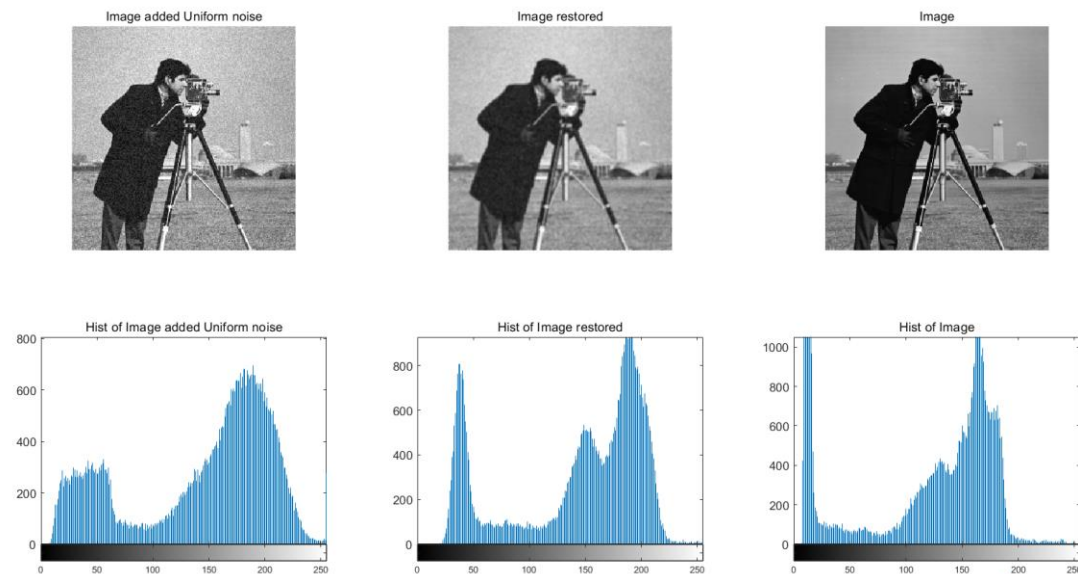 Image added Uniform noise
Image restored
Image
Hist of Image added Uniform noise
800
600
400
200
0
0 50 100 150 200 250
Hist of Image restored
800
600
400
200
0
0 50 100 150 200 250
Hist of Image
1000
800
600
400
200
0
0 50 100 150 200 250